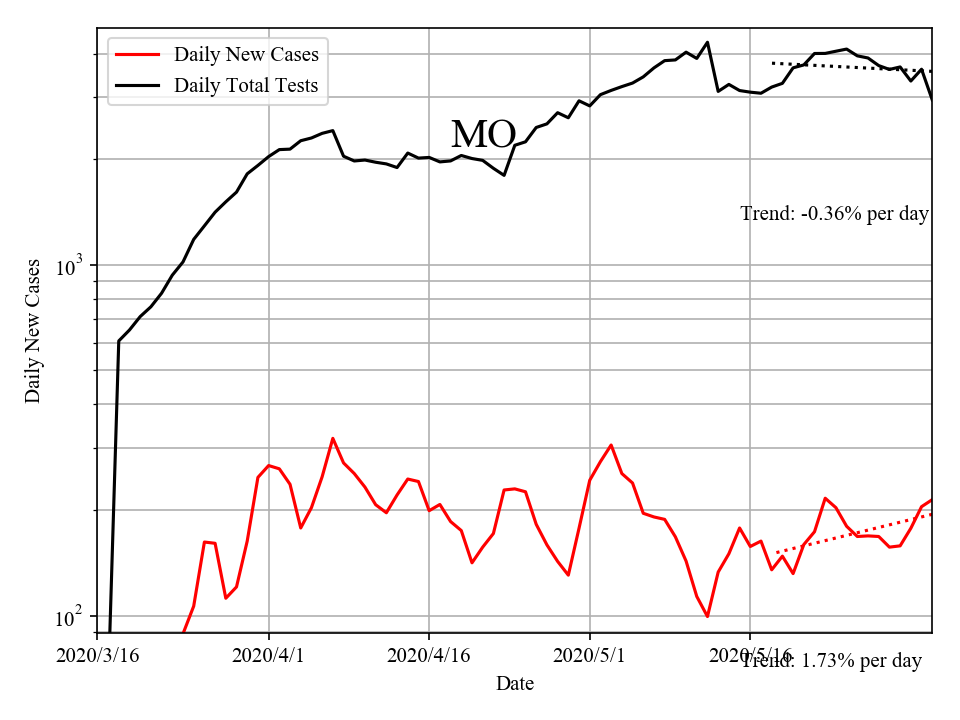 Daily New Cases
Daily Total Tests
MO
Trend: -0.36% per day
10³
10²
Daily New Cases
2020/3/16
2020/4/1
2020/4/16
2020/5/1
2020/5/16
Trend: 1.73% per day
Date